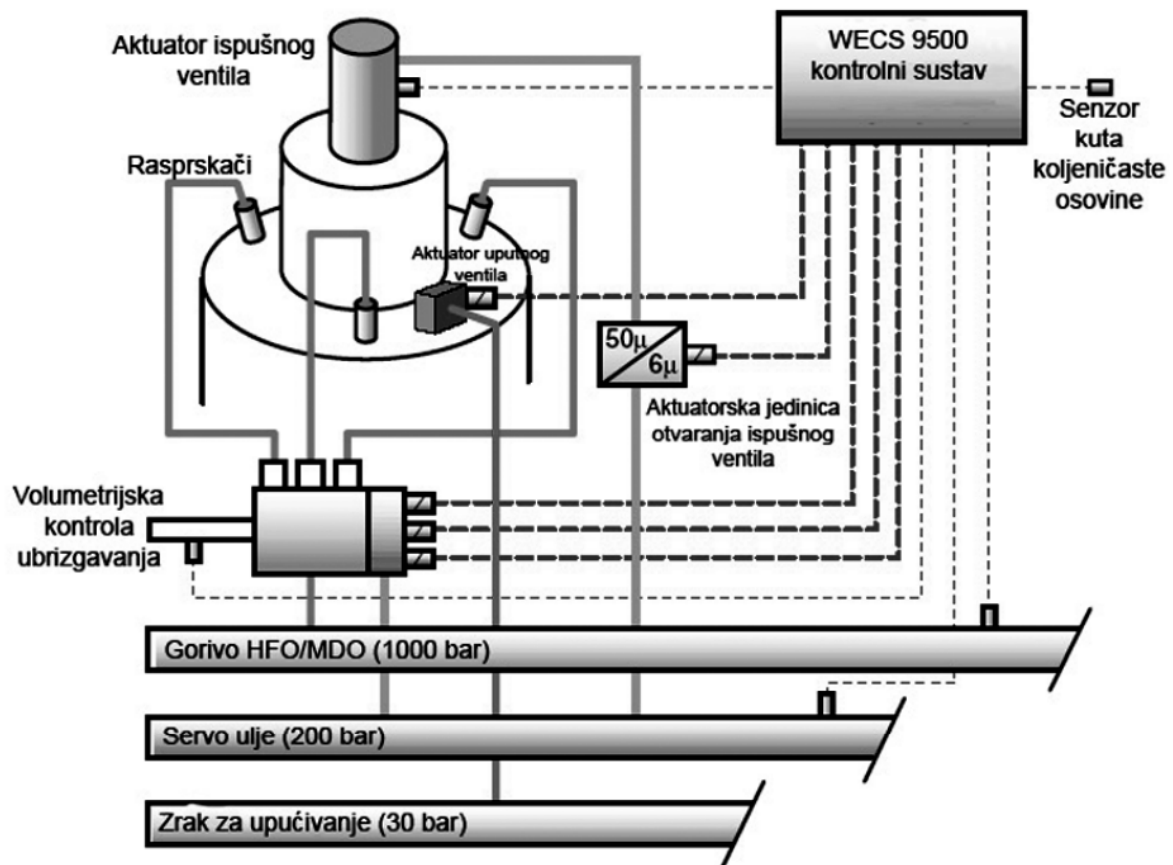 Aktuator ispušnog
ventila
WECS 9500
kontrolni sustav
Senzor
kuta
koljeničaste
osovine
Rasprskači
Aktuator uputnog
ventila
50µ
6µ
Aktuatorska jedinica
otvaranja ispušnog
ventila
Volumetrijska
kontrola
ubrizgavanja
Gorivo HFO/MDO (1000 bar)
Servo ulje (200 bar)
Zrak za upućivanje (30 bar)